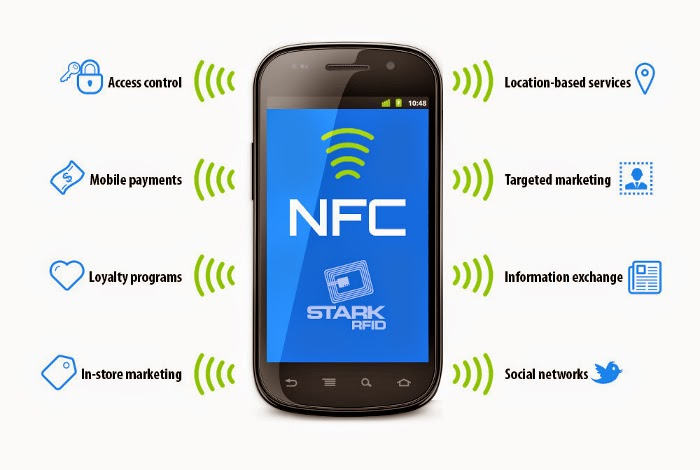 Access control
Mobile payments
Loyalty programs
In-store marketing
10:48
NFC
STARK
RFID
Location-based services
Targeted marketing
Information exchange
Social networks